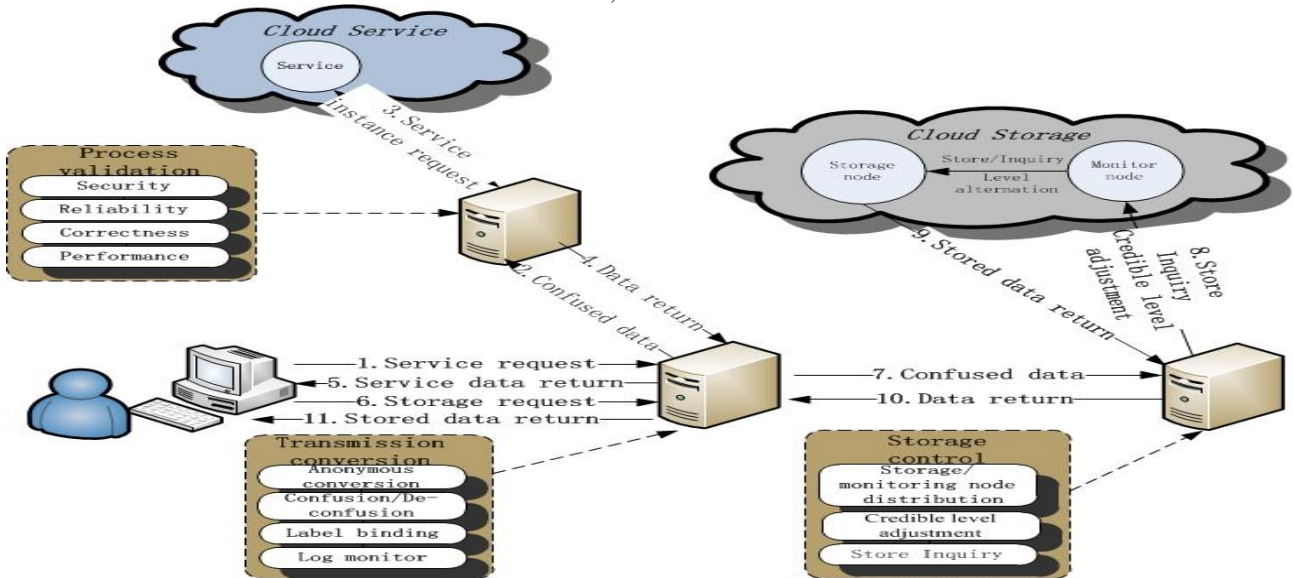 Cloud Service
Service
3.Service
instance request
Process
validation
Security
Reliability
Correctness
Performance
Cloud Storage
Storage
node
Store/Inquiry
Level
alternation
Monitor
node
2.Confused data
4.Data return
9.Stored data return
8.Store
Inquiry
Credible level
adjustment
1.Service request
5.Service data return
6.Storage request
11.Stored data return
7.Confused data
10.Data return
Transmission
conversion
Anonymous
conversion
Confusion/De-
confusion
Label binding
Log monitor
Storage
control
Storage/
monitoring node
distribution
Credible level
adjustment
Store Inquiry